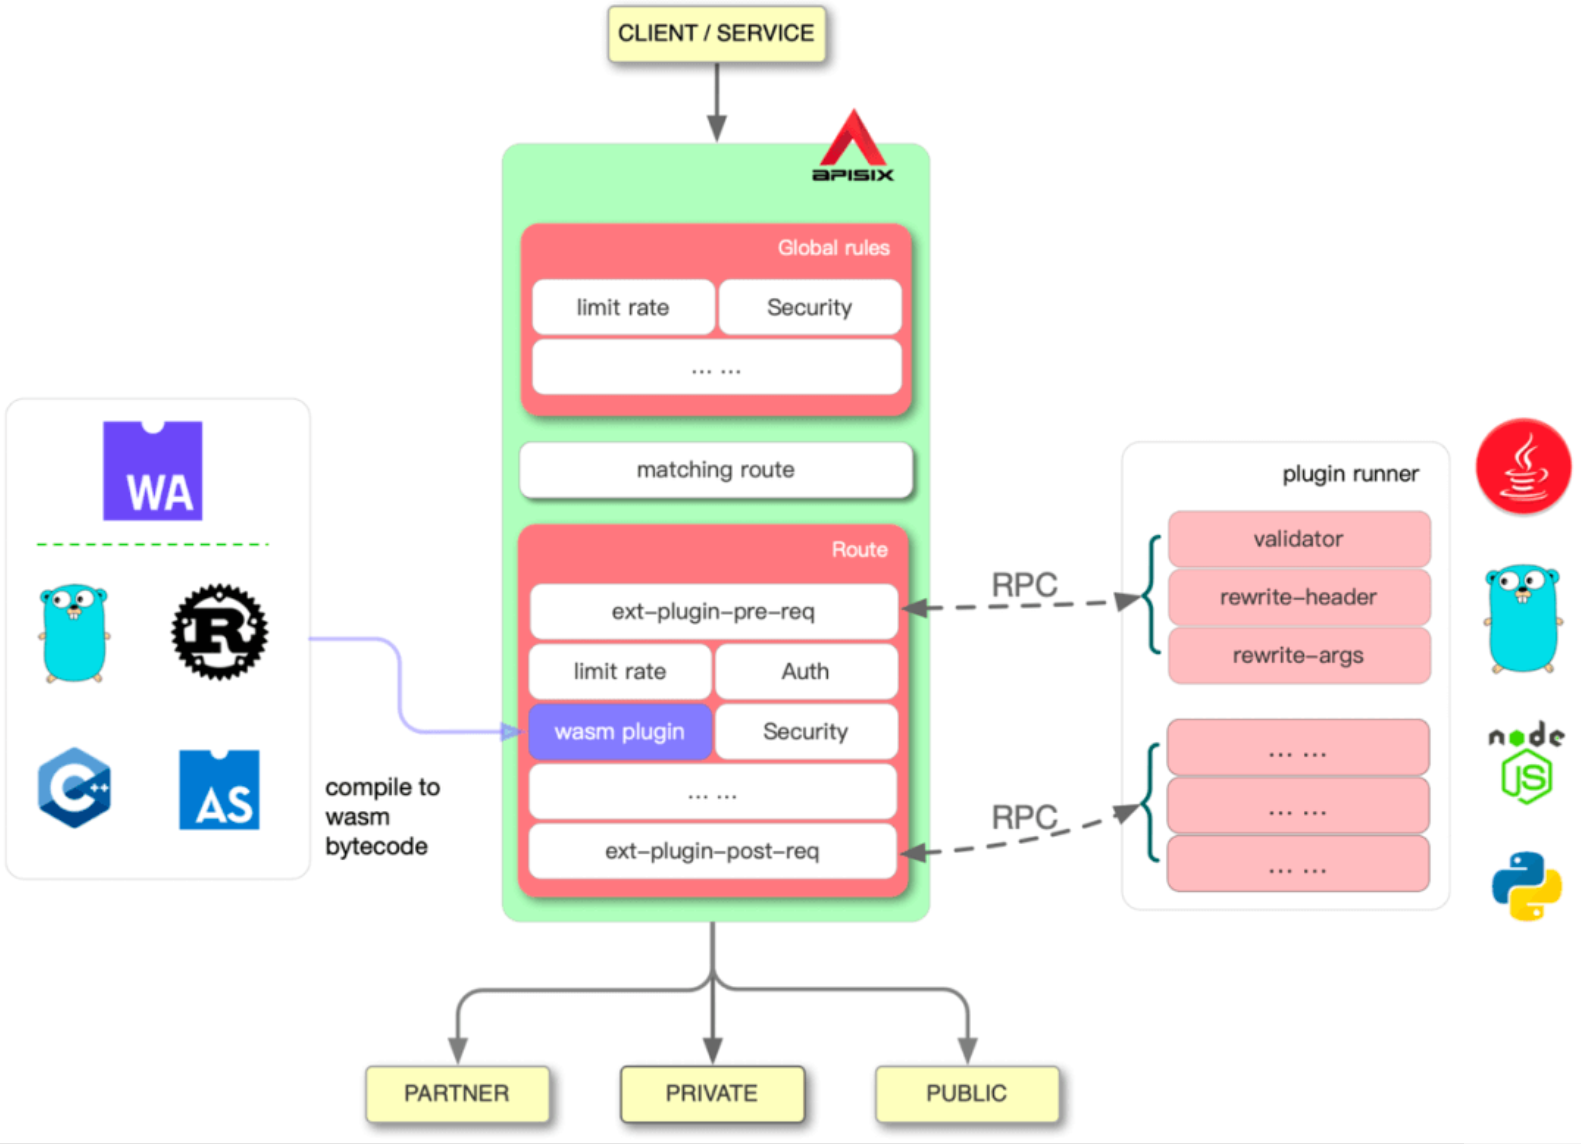 CLIENT / SERVICE
APISIX
Global rules
limit rate
Security
... ...
matching route
Route
ext-plugin-pre-req
limit rate
Auth
wasm plugin
Security
... ...
ext-plugin-post-req
WA
AS
compile to
wasm
bytecode
RPC
RPC
plugin runner
validator
rewrite-header
rewrite-args
... ...
... ...
... ...
R
C++
node
JS
PARTNER
PRIVATE
PUBLIC